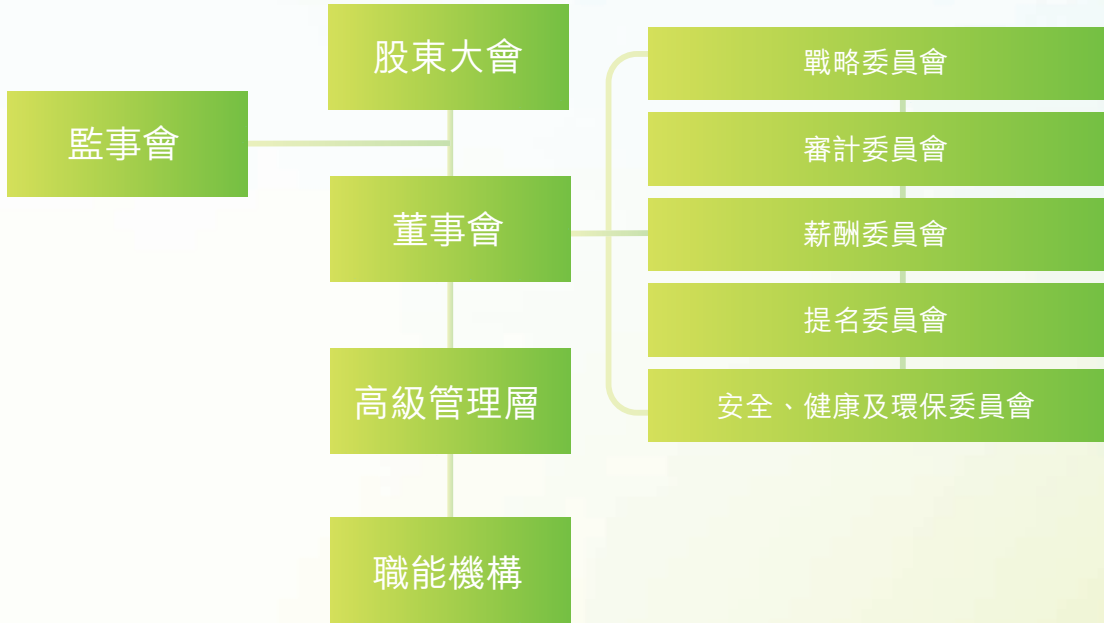 股東大會
監事會
董事會
高級管理層
職能機構
戰略委員會
審計委員會
薪酬委員會
提名委員會
安全、健康及環保委員會